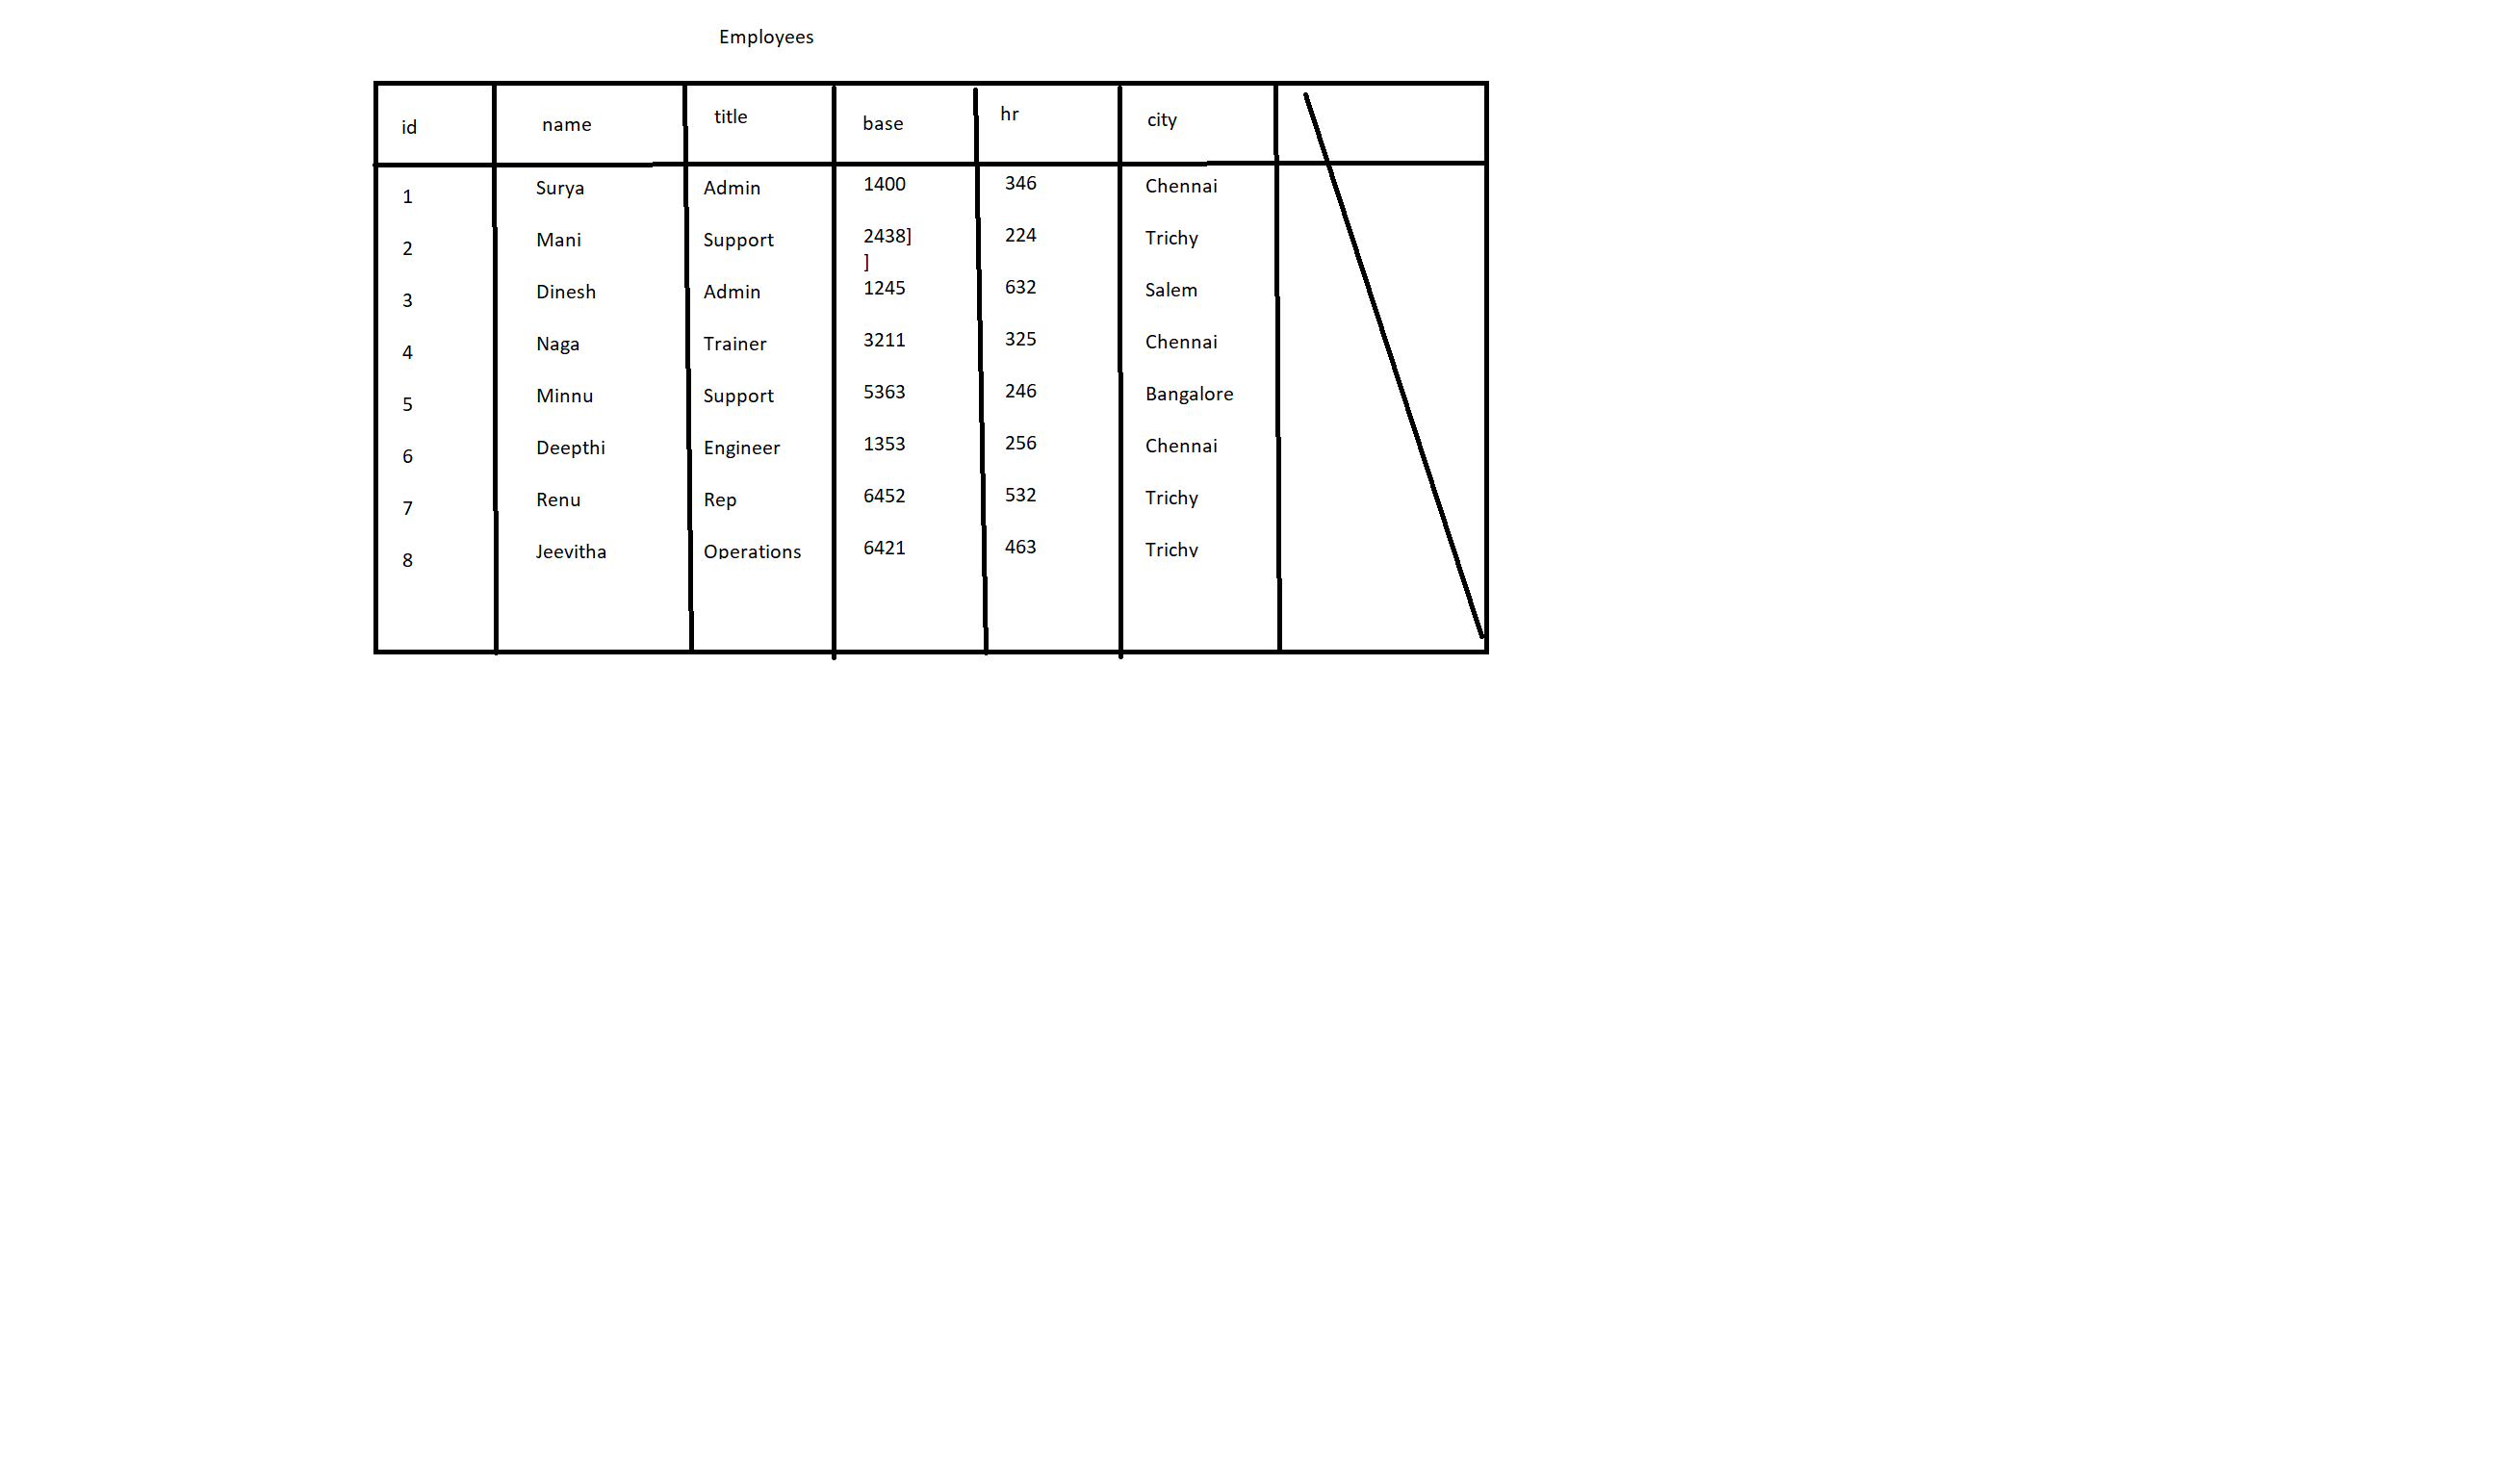 Employees
id name title base hr city
1 Surya Admin 1400 346 Chennai
2 Mani Support 2438] 224 Trichy
]
3 Dinesh Admin 1245 632 Salem
4 Naga Trainer 3211 325 Chennai
5 Minnu Support 5363 246 Bangalore
6 Deepthi Engineer 1353 256 Chennai
7 Renu Rep 6452 532 Trichy
8 Jeevitha Operations 6421 463 Trichy